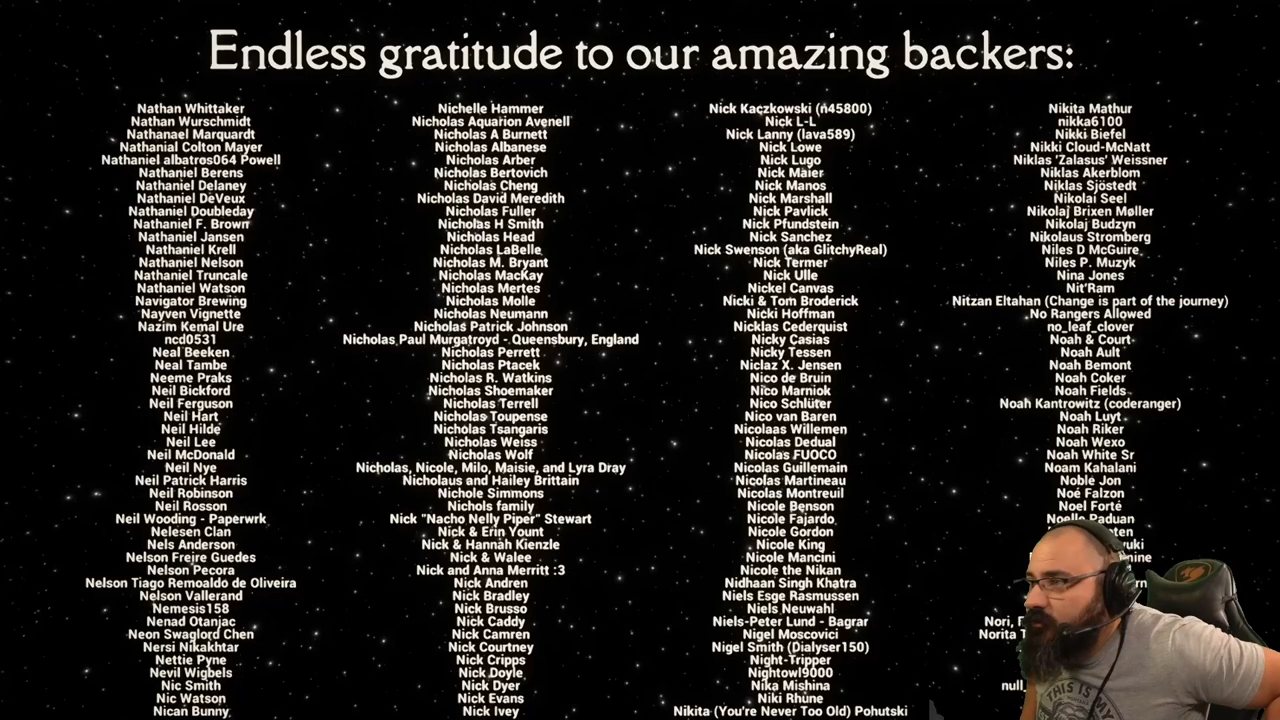 Endless gratitude to our amazing backers:
Nathan Whittaker
Nathan Wurschmidt
Nathanael Marquardt
Nathanial Colton Mayer
Nathaniel albatros064 Powell
Nathaniel Berens
Nathaniel Delaney
Nathaniel DeVeux
Nathaniel Doubleday
Nathaniel F. Brown
Nathaniel Jansen
Nathaniel Krell
Nathaniel Nelson
Nathaniel Truncale
Nathaniel Watson
Navigator Brewing
Nayven Vignette
Nazim Kemal Ure
ncd0531
Neal Beeken
Neal Tambe
Neeme Praks
Neil Bickford
Neil Ferguson
Neil Hart
Neil Hilde
Neil Lee
Neil McDonald
Neil Nye
Neil Patrick Harris
Neil Robinson
Neil Rosson
Neil Wooding - Paperwrk
Nelesen Clan
Nels Anderson
Nelson Freire Guedes
Nelson Pecora
Nelson Tiago Remoaldo de Oliveira
Nelson Vallerand
Nemesis158
Nenad Otanjac
Neon Swaglord Chen
Nersi Nikakhtar
Nettie Pyne
Nevil Wigbels
Nic Smith
Nic Watson
Nican Bunny
Nichelle Hammer
Nicholas Aquarion Avenell
Nicholas A Burnett
Nicholas Albanese
Nicholas Arber
Nicholas Bertovich
Nicholas Cheng
Nicholas David Meredith
Nicholas Fuller
Nicholas H Smith
Nicholas Head
Nicholas LaBelle
Nicholas M. Bryant
Nicholas MacKay
Nicholas Mertes
Nicholas Molle
Nicholas Neumann
Nicholas Patrick Johnson
Nicholas Paul Murgatroyd - Queensbury, England
Nicholas Perrett
Nicholas Ptacek
Nicholas R. Watkins
Nicholas Shoemaker
Nicholas Terrell
Nicholas Toupense
Nicholas Tsangaris
Nicholas Weiss
Nicholas Wolf
Nicholas, Nicole, Milo, Maisie, and Lyra Dray
Nicholaus and Hailey Brittain
Nichole Simmons
Nichols family
Nick "Nacho Nelly Piper" Stewart
Nick & Erin Yount
Nick & Hannah Kienzle
Nick & Walee
Nick and Anna Merritt :3
Nick Andren
Nick Bradley
Nick Brusso
Nick Caddy
Nick Camren
Nick Courtney
Nick Cripps
Nick Doyle
Nick Dyer
Nick Evans
Nick Ivey
Nick Kaczkowski (n45800)
Nick L-L
Nick Lanny (lava589)
Nick Lowe
Nick Lugo
Nick Maier
Nick Manos
Nick Marshall
Nick Pavlick
Nick Pfundstein
Nick Sanchez
Nick Swenson (aka GlitchyReal)
Nick Termer
Nick Ulle
Nickel Canvas
Nicki & Tom Broderick
Nicki Hoffman
Nicklas Cederquist
Nicky Casias
Nicky Tessen
Niclaz X. Jensen
Nico de Bruin
Nico Marniok
Nico Schlüter
Nico van Baren
Nicolaas Willemen
Nicolas Dedual
Nicolas FUOCO
Nicolas Guillemain
Nicolas Martineau
Nicolas Montreuil
Nicole Benson
Nicole Fajardo
Nicole Gordon
Nicole King
Nicole Mancini
Nicole the Nikan
Nidhaan Singh Khatra
Niels Esge Rasmussen
Niels Neuwahl
Niels-Peter Lund - Bagrar
Nigel Moscovici
Nigel Smith (Dialyser150)
Night-Tripper
Nightowl9000
Nika Mishina
Niki Rhune
Nikita (You're Never Too Old) Pohutski
Nikita Mathur
nikka6100
Nikki Biefel
Nikki Cloud-McNatt
Niklas 'Zalasus' Weissner
Niklas Akerblom
Niklas Sjöstedt
Nikolai Seel
Nikolaj Brixen Møller
Nikolaj Budzyn
Nikolaus Stromberg
Niles D McGuire
Niles P. Muzyk
Nina Jones
Nit'Ram
Nitzan Eltahan (Change is part of the journey)
No Rangers Allowed
no_leaf_clover
Noah & Court
Noah Ault
Noah Bemont
Noah Coker
Noah Fields
Noah Kantrowitz (coderanger)
Noah Luyt
Noah Riker
Noah Wexo
Noah White Sr
Noam Kahalani
Noble Jon
Noé Falzon
Noel Forté
Noelle Paduan
Nori,
Norita
THIS IS MY